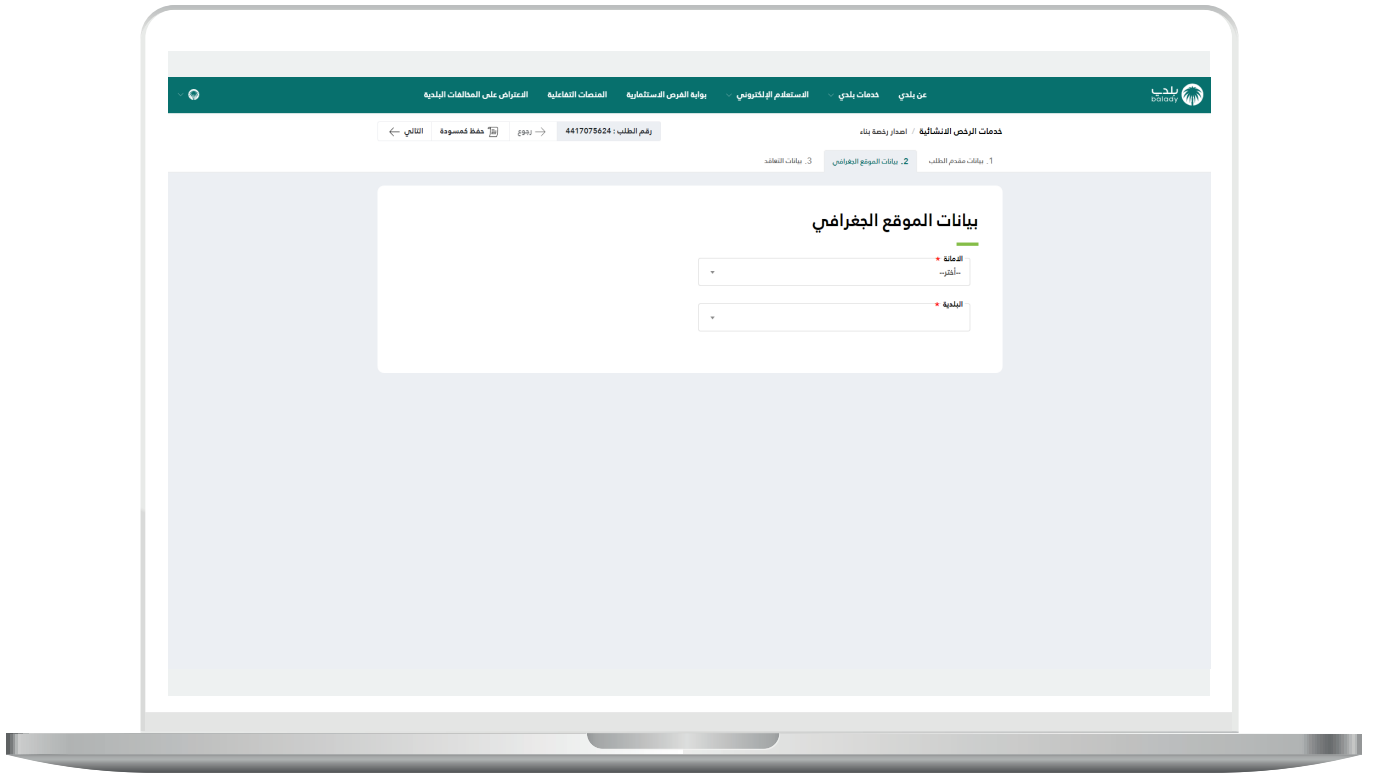 بلدي
balady
عن بلدي خدمات بلدي الاستعلام الإلكتروني بوابة الفرص الاستثمارية المنصات التفاعلية الاعتراض على المخالفات البلدية
خدمات الرخص الانشائية / اصدار رخصة بناء
رقم الطلب : 4417075624 رجوع حفظ كمسودة التالي
1. بيانات مقدم الطلب 2. بيانات الموقع الجغرافي 3. بيانات التعاقد
بيانات الموقع الجغرافي
الامانة *
--أختر--
البلدية *